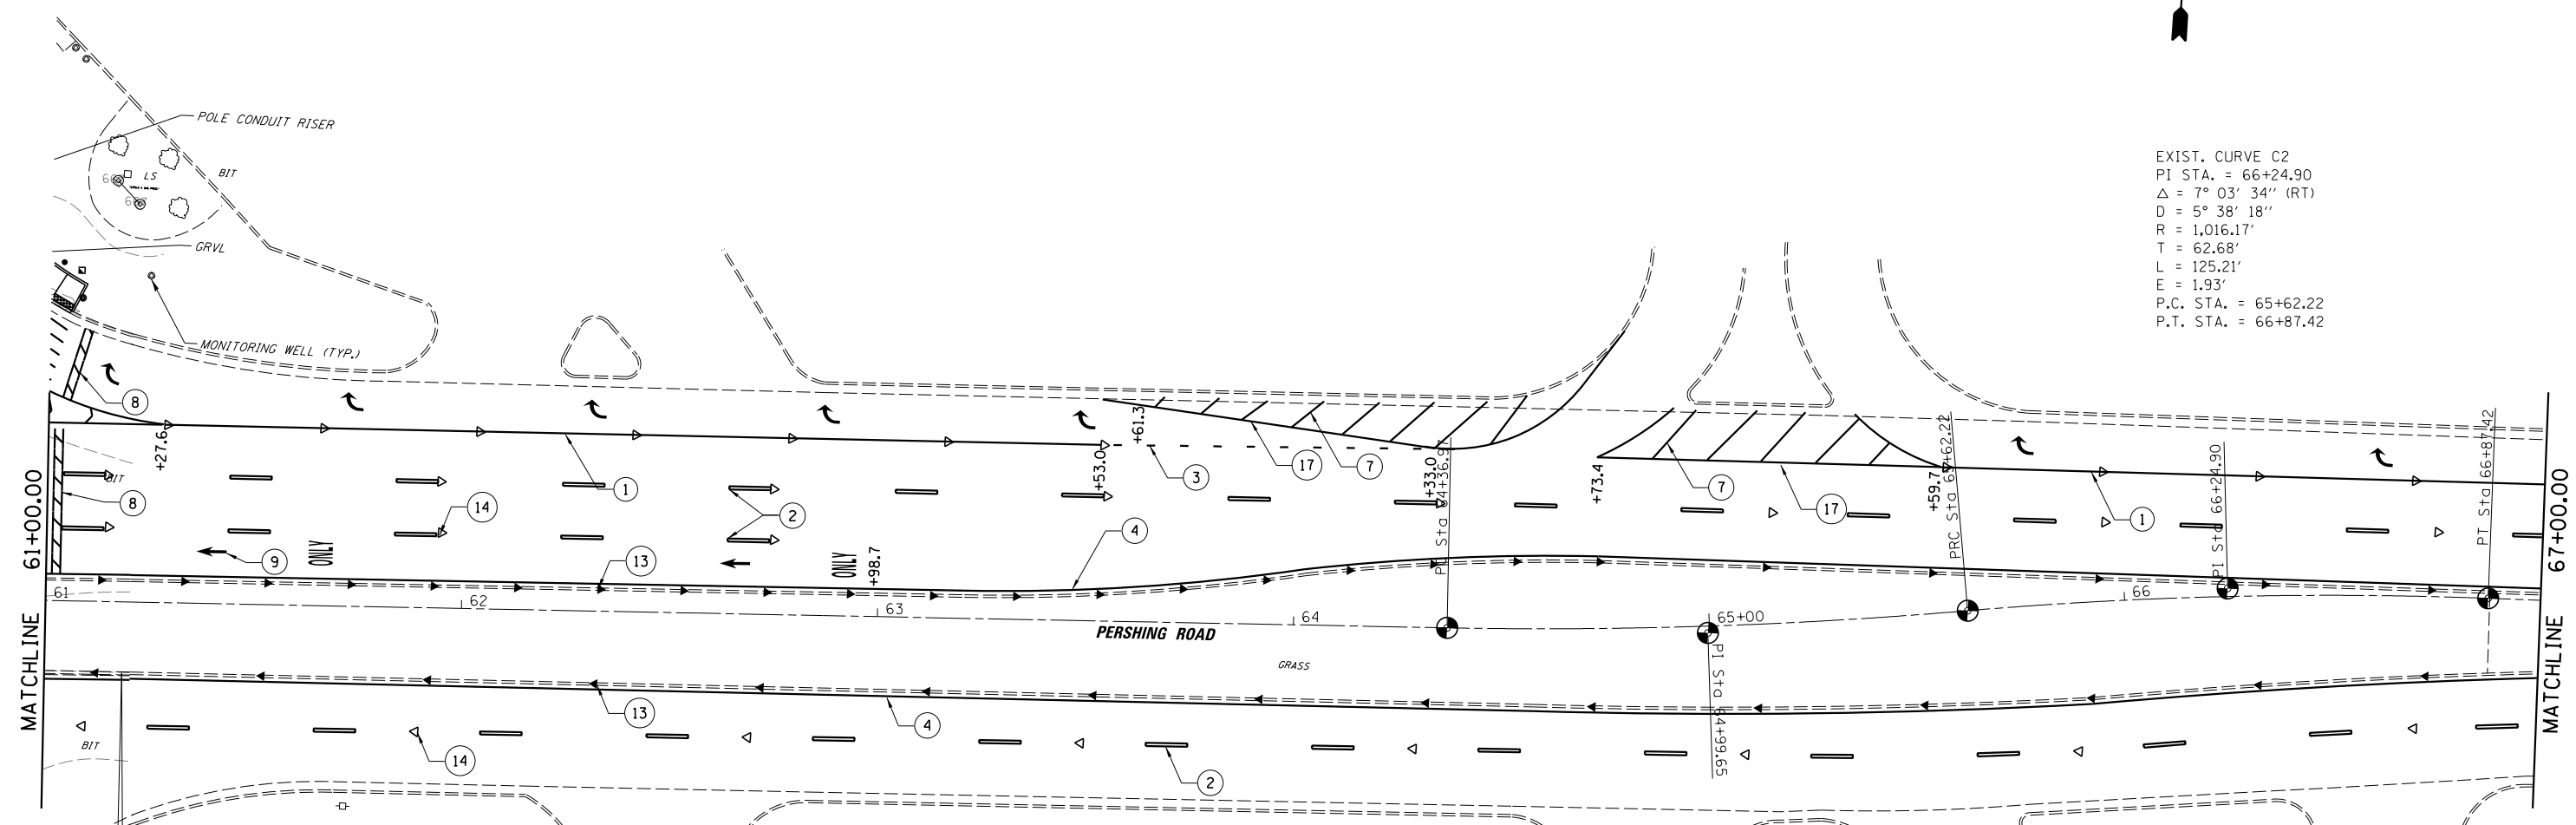 POLE CONDUIT RISER
LS
BIT
GRVL
MONITORING WELL (TYP.)
EXIST. CURVE C2
PI STA. = 66+24.90
Δ = 7° 03' 34'' (RT)
D = 5° 38' 18''
R = 1,016.17'
T = 62.68'
L = 125.21'
E = 1.93'
P.C. STA. = 65+62.22
P.T. STA. = 66+87.42
8
+27.6
1
BIT
8
14
2
9
ONLY
ONLY
+98.7
13
4
+53.0
+61.3
3
17
7
+33.0
+73.4
7
17
+59.7
PRC Sta 65+62.22
1
PI Sta 66+24.90
PT Sta 66+87.42
61+00.00
MATCHLINE
67+00.00
MATCHLINE
61
62
63
64
65+00
66
PERSHING ROAD
GRASS
PI Sta 64+99.65
13
4
14
2
BIT